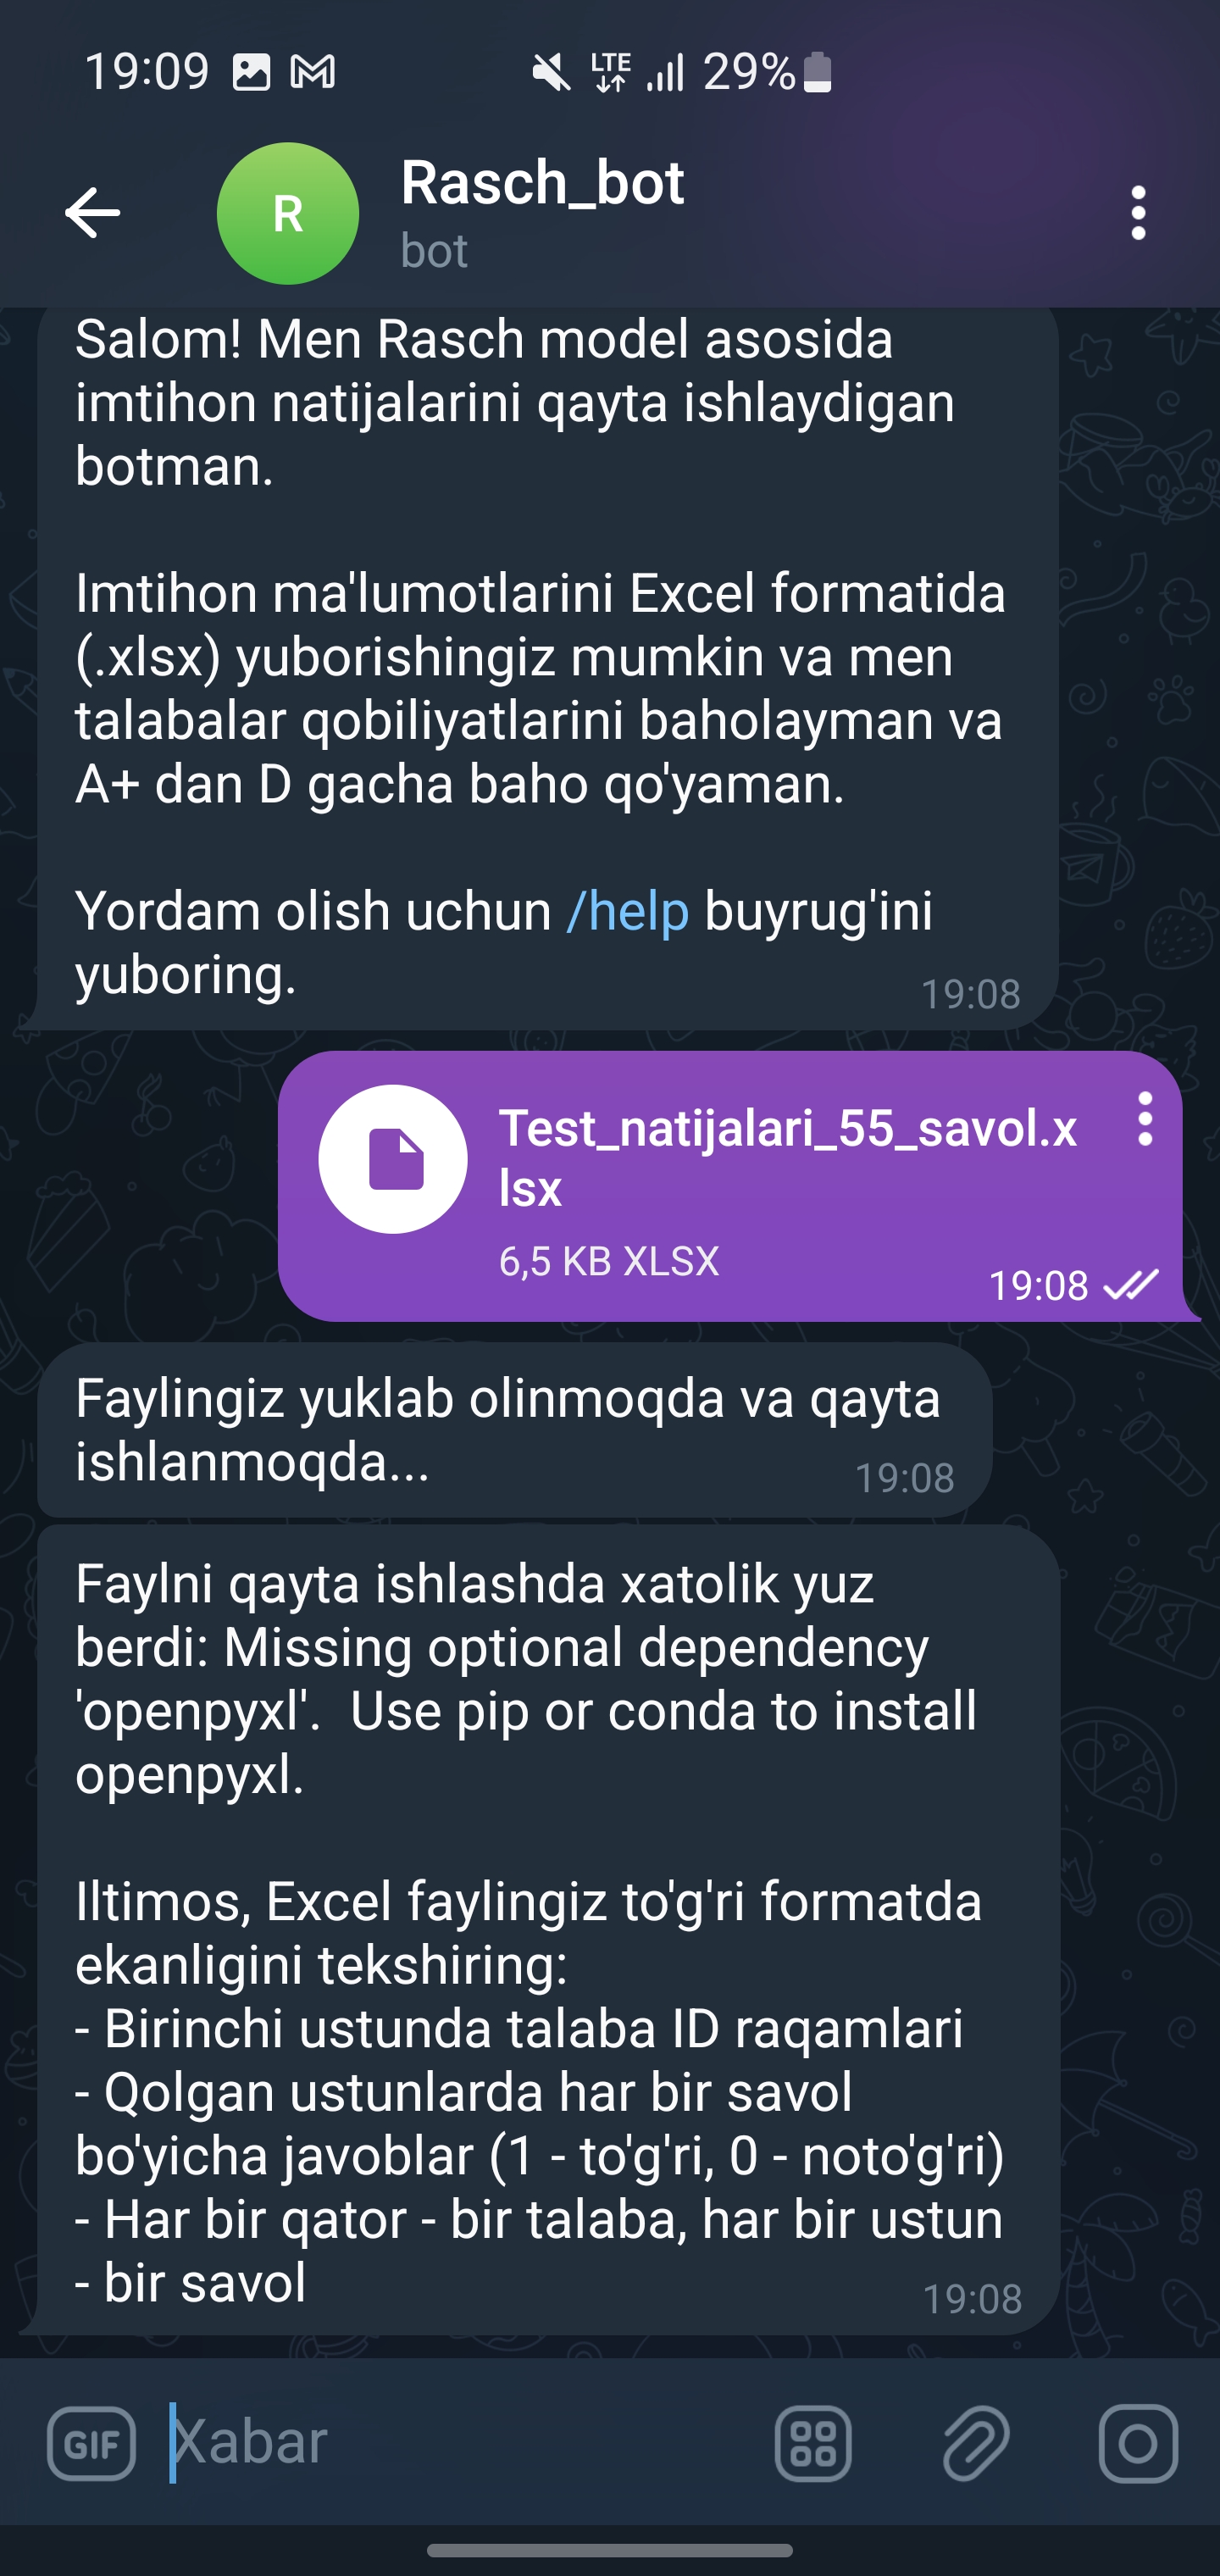 19:09
LTE
29%
R
Rasch_bot
bot
Salom! Men Rasch model asosida
imtihon natijalarini qayta ishlaydigan
botman.
Imtihon ma'lumotlarini Excel formatida
(.xlsx) yuborishingiz mumkin va men
talabalar qobiliyatlarini baholayman va
A+ dan D gacha baho qo'yaman.
Yordam olish uchun /help buyrug'ini
yuboring.
19:08
Test_natijalari_55_savol.x
lsx
6,5 KB XLSX
19:08
Faylingiz yuklab olinmoqda va qayta
ishlanmoqda...
19:08
Faylni qayta ishlashda xatolik yuz
berdi: Missing optional dependency
'openpyxl'.  Use pip or conda to install
openpyxl.
Iltimos, Excel faylingiz to'g'ri formatda
ekanligini tekshiring:
- Birinchi ustunda talaba ID raqamlari
- Qolgan ustunlarda har bir savol
bo'yicha javoblar (1 - to'g'ri, 0 - noto'g'ri)
- Har bir qator - bir talaba, har bir ustun
- bir savol
19:08
GIF
Xabar